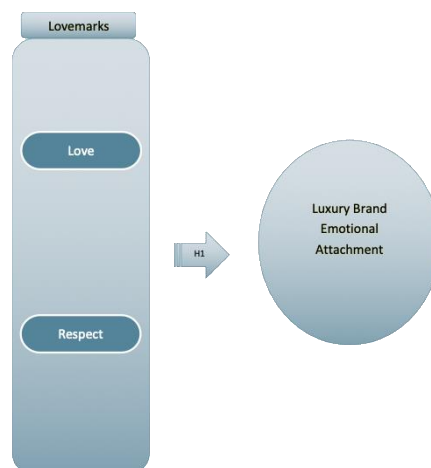 Lovemarks
Love
Luxury Brand
Emotional
Attachment
H1
Respect